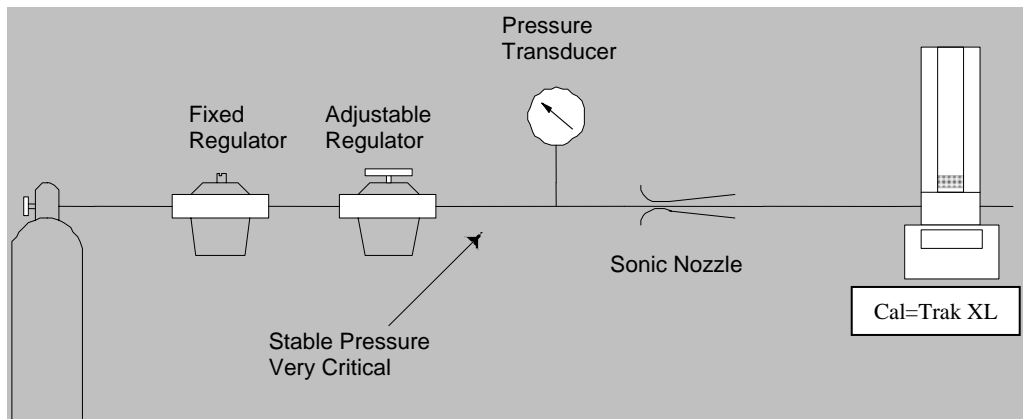 Pressure
Transducer
Fixed
Regulator
Adjustable
Regulator
Sonic Nozzle
Cal=Trak XL
Stable Pressure
Very Critical